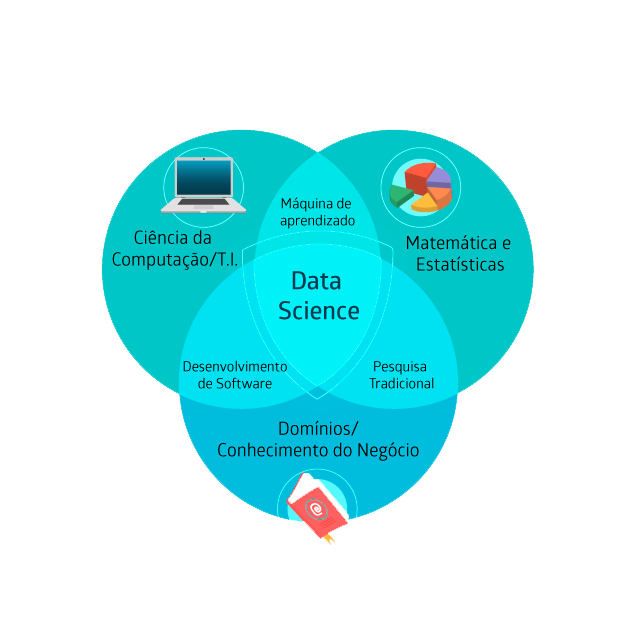 Máquina de
aprendizado
Ciência da
Computação/T.I.
Matemática e
Estatísticas
Data
Science
Desenvolvimento
de Software
Pesquisa
Tradicional
Domínios/
Conhecimento do Negócio